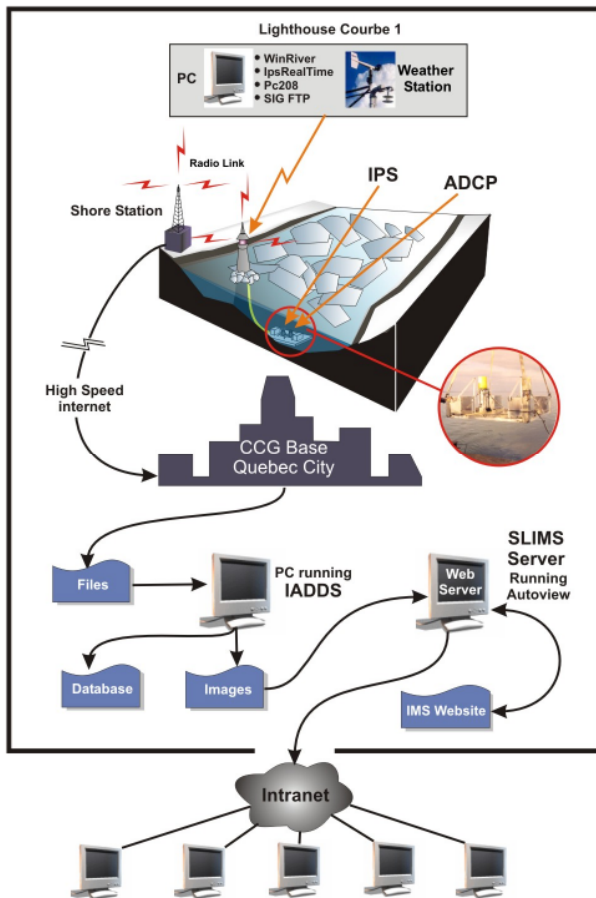 Lighthouse Courbe 1
PC
• WinRiver
• IpsRealTime
• Pc208
• SIG FTP
Weather
Station
Radio Link
Shore Station
IPS
ADCP
High Speed
internet
CCG Base
Quebec City
Files
PC running
IADDS
Web
Server
SLIMS
Server
Running
Autoview
Database
Images
IMS Website
Intranet